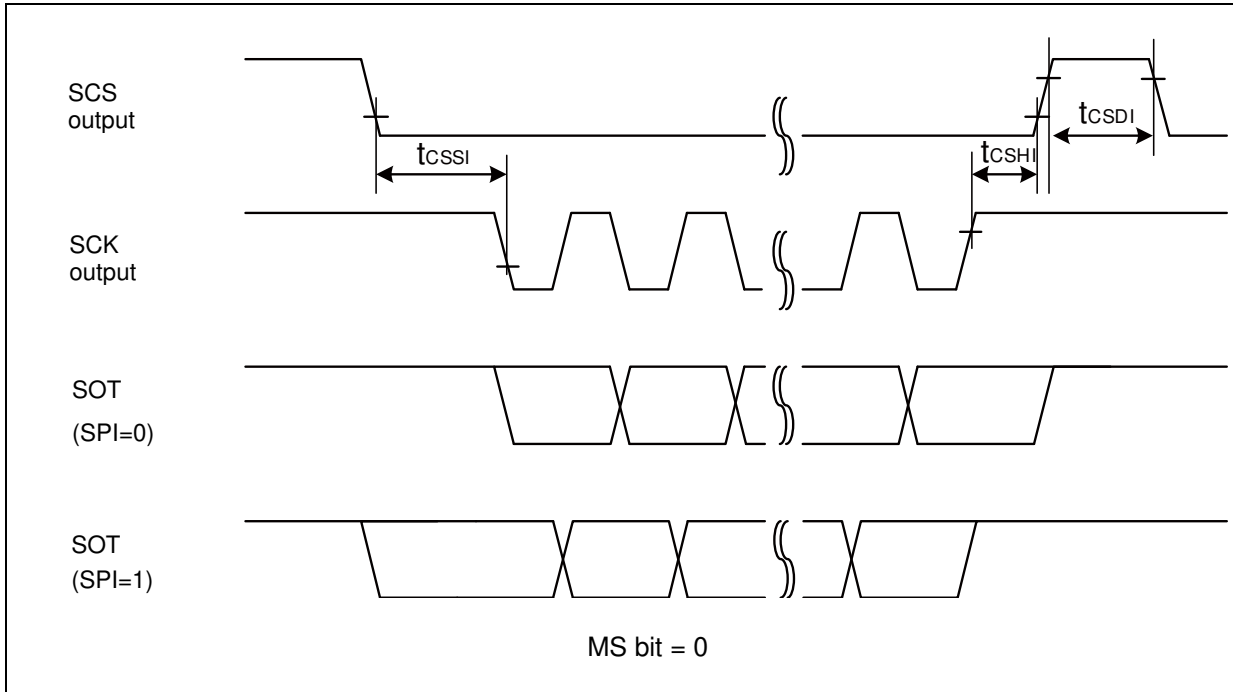 SCS
output
tCSSI
tCSHI
tCSDI
SCK
output
SOT
(SPI=0)
SOT
(SPI=1)
MS bit = 0